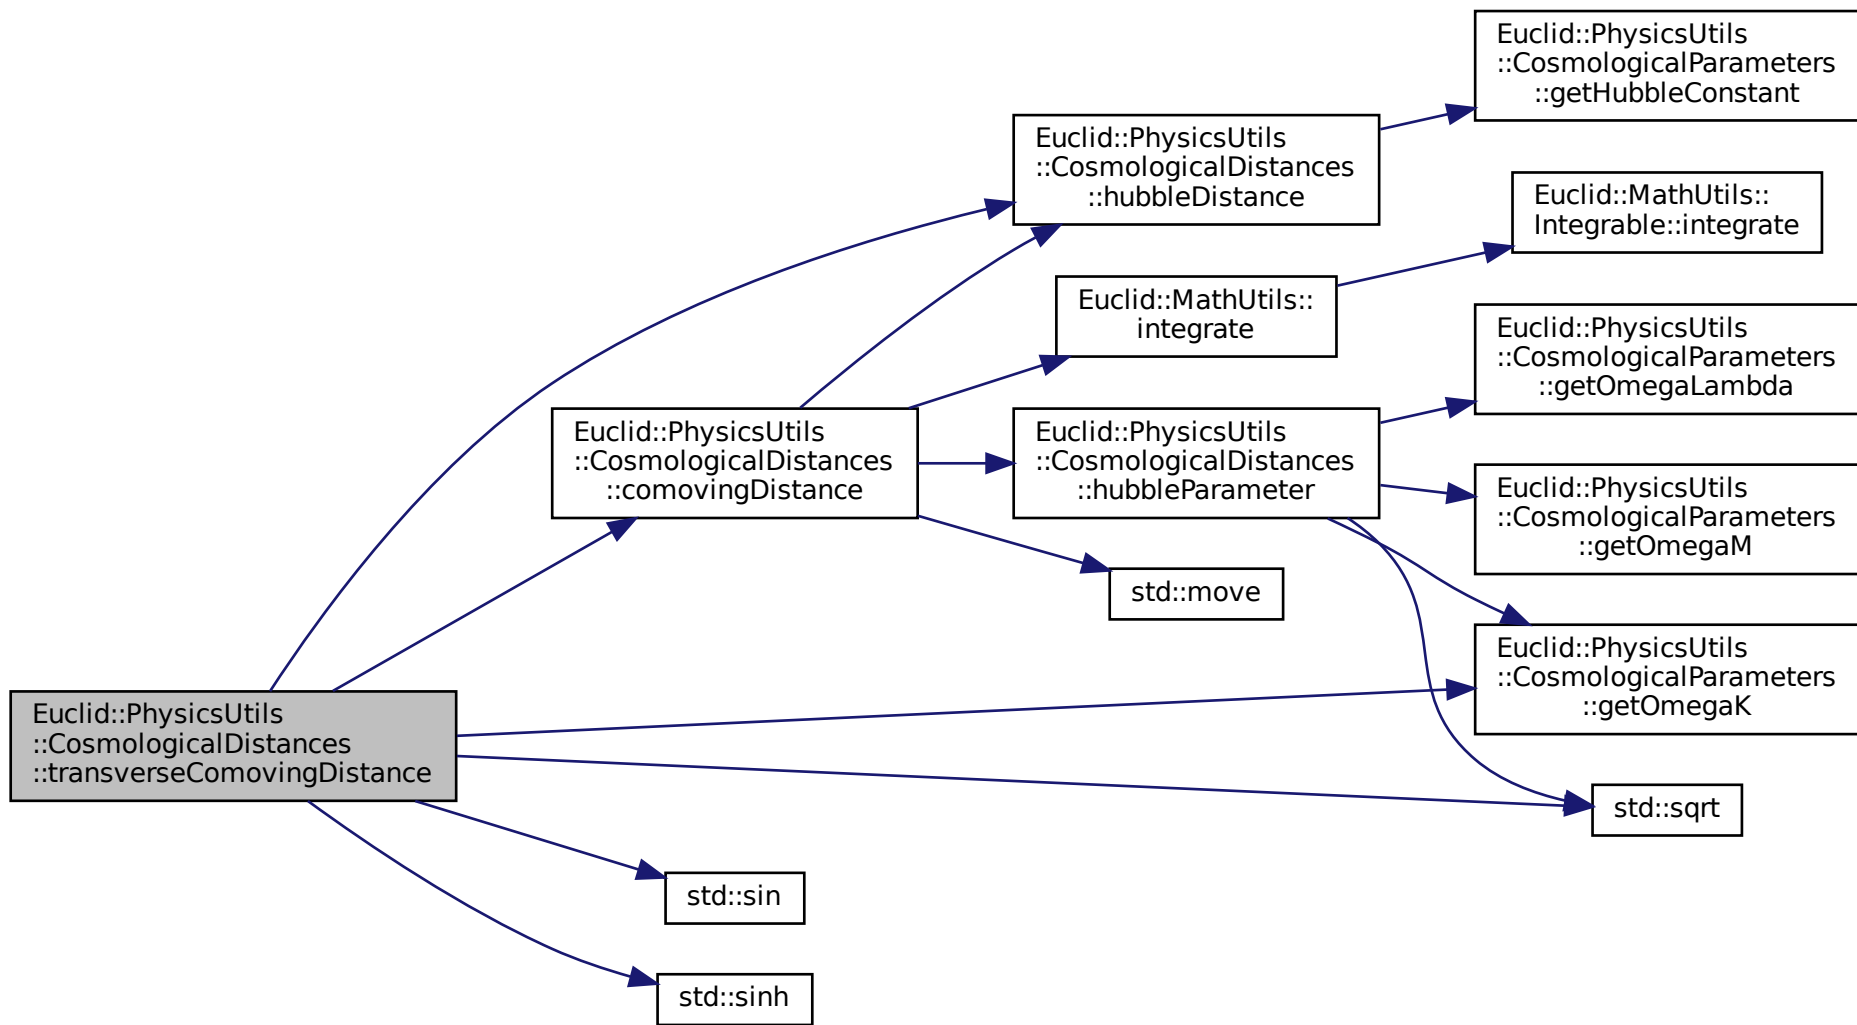 Euclid::PhysicsUtils
::CosmologicalParameters
::getHubbleConstant
Euclid::PhysicsUtils
::CosmologicalDistances
::hubbleDistance
Euclid::MathUtils::
Integrable::integrate
Euclid::MathUtils::
integrate
Euclid::PhysicsUtils
::CosmologicalParameters
::getOmegaLambda
Euclid::PhysicsUtils
::CosmologicalDistances
::comovingDistance
Euclid::PhysicsUtils
::CosmologicalDistances
::hubbleParameter
Euclid::PhysicsUtils
::CosmologicalParameters
::getOmegaM
std::move
Euclid::PhysicsUtils
::CosmologicalParameters
::getOmegaK
Euclid::PhysicsUtils
::CosmologicalDistances
::transverseComovingDistance
std::sqrt
std::sin
std::sinh